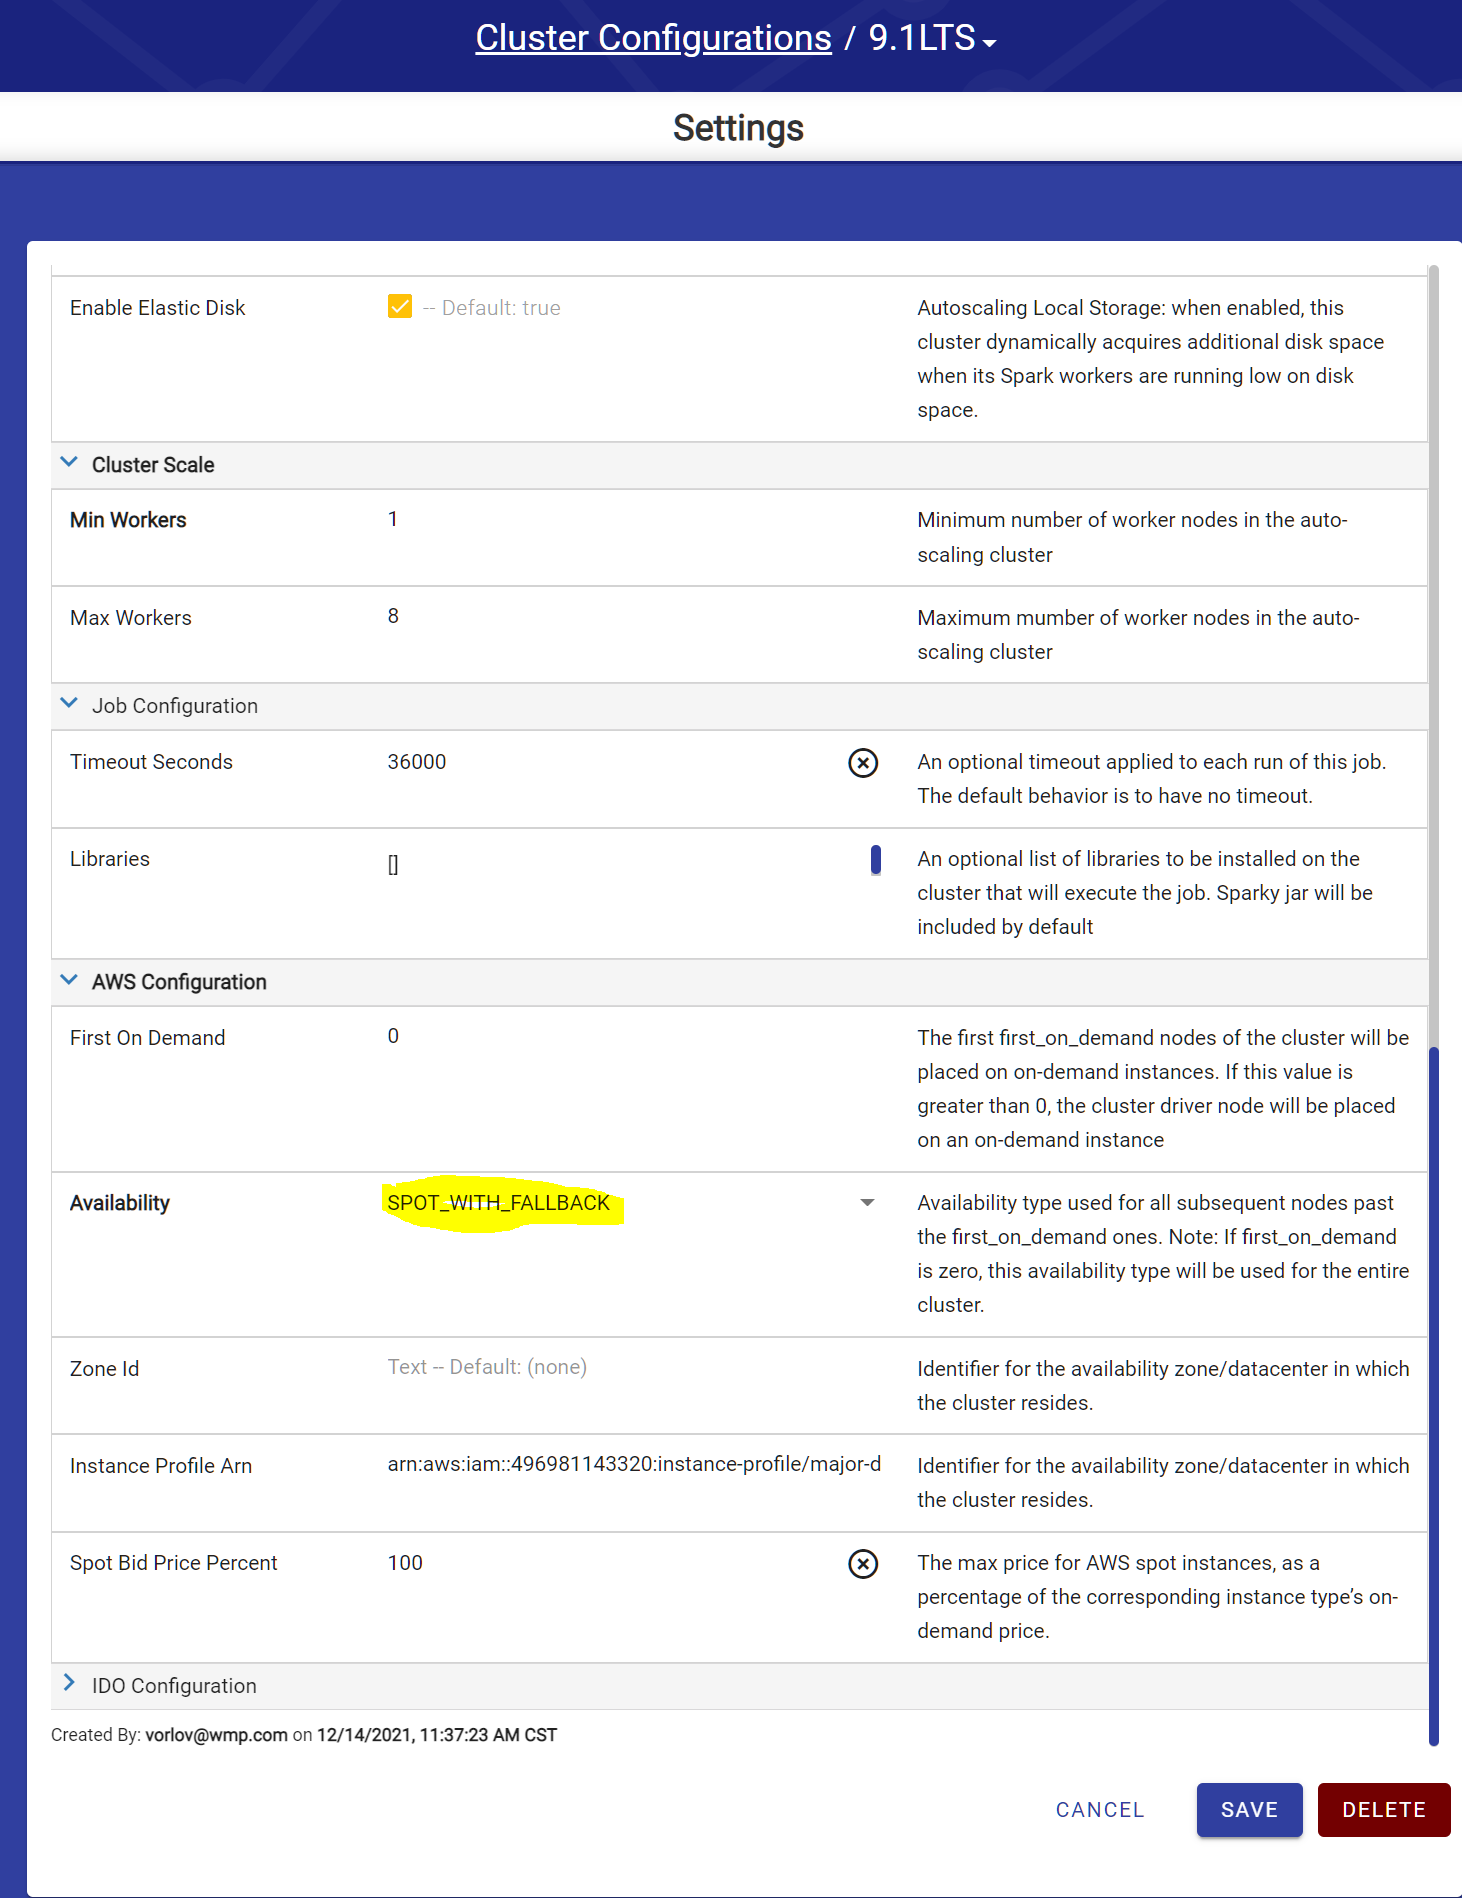 Cluster Configurations / 9.1LTS
Settings
Enable Elastic Disk
-- Default: true
Autoscaling Local Storage: when enabled, this
cluster dynamically acquires additional disk space
when its Spark workers are running low on disk
space.
Cluster Scale
Min Workers
1
Minimum number of worker nodes in the auto-
scaling cluster
Max Workers
8
Maximum mumber of worker nodes in the auto-
scaling cluster
Job Configuration
Timeout Seconds
36000
An optional timeout applied to each run of this job.
The default behavior is to have no timeout.
Libraries
[]
An optional list of libraries to be installed on the
cluster that will execute the job. Sparky jar will be
included by default
AWS Configuration
First On Demand
0
The first first_on_demand nodes of the cluster will be
placed on on-demand instances. If this value is
greater than 0, the cluster driver node will be placed
on an on-demand instance
Availability
SPOT_WITH_FALLBACK
Availability type used for all subsequent nodes past
the first_on_demand ones. Note: If first_on_demand
is zero, this availability type will be used for the entire
cluster.
Zone Id
Text -- Default: (none)
Identifier for the availability zone/datacenter in which
the cluster resides.
Instance Profile Arn
arn:aws:iam::496981143320:instance-profile/major-d
Identifier for the availability zone/datacenter in which
the cluster resides.
Spot Bid Price Percent
100
The max price for AWS spot instances, as a
percentage of the corresponding instance type’s on-
demand price.
IDO Configuration
Created By: vorlov@wmp.com on 12/14/2021, 11:37:23 AM CST
CANCEL
SAVE
DELETE